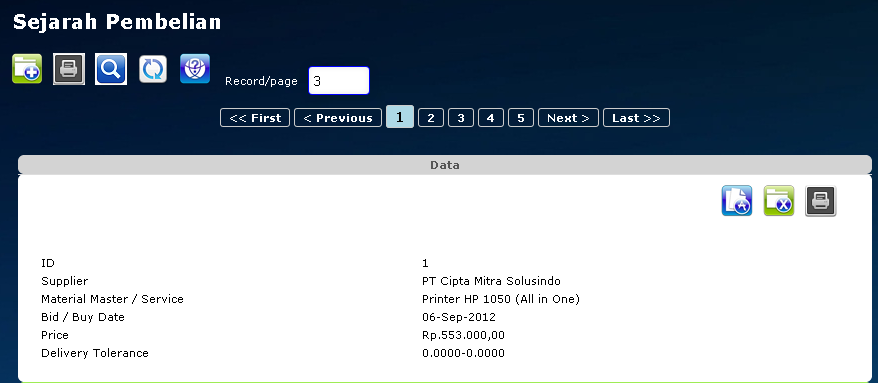 Sejarah Pembelian
Record/page 3
<< First < Previous 1 2 3 4 5 Next > Last >>
Data
ID 1
Supplier PT Cipta Mitra Solusindo
Material Master / Service Printer HP 1050 (All in One)
Bid / Buy Date 06-Sep-2012
Price Rp.553.000,00
Delivery Tolerance 0.0000-0.0000